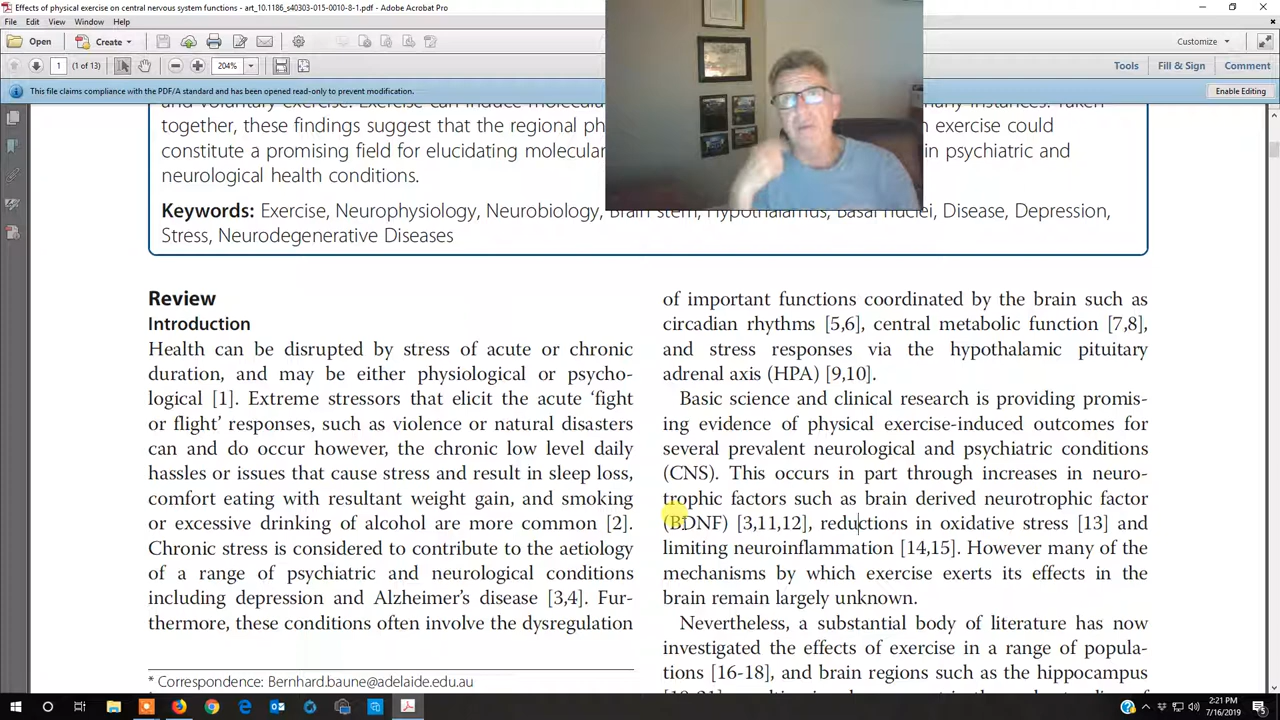 Effects of physical exercise on central nervous system functions - art_10.1186_s40303-015-0010-8-1.pdf - Adobe Acrobat Pro
File Edit View Window Help
Open Create Customize
1 (1 of 13) 204% Tools Fill & Sign Comment
This file claims compliance with the PDF/A standard and has been opened read-only to prevent modification. Enable Editing
and voluntary exercise. Exercise can induce molecul many instances. Taken
together, these findings suggest that the regional ph exercise could
constitute a promising field for elucidating molecular in psychiatric and
neurological health conditions.
Keywords: Exercise, Neurophysiology, Neurobiology, Brain stem, Hypothalamus, Basal nuclei, Disease, Depression,
Stress, Neurodegenerative Diseases
Review
Introduction
Health can be disrupted by stress of acute or chronic
duration, and may be either physiological or psycho-
logical [1]. Extreme stressors that elicit the acute ‘fight
or flight’ responses, such as violence or natural disasters
can and do occur however, the chronic low level daily
hassles or issues that cause stress and result in sleep loss,
comfort eating with resultant weight gain, and smoking
or excessive drinking of alcohol are more common [2].
Chronic stress is considered to contribute to the aetiology
of a range of psychiatric and neurological conditions
including depression and Alzheimer’s disease [3,4]. Fur-
thermore, these conditions often involve the dysregulation
* Correspondence: Bernhard.baune@adelaide.edu.au
of important functions coordinated by the brain such as
circadian rhythms [5,6], central metabolic function [7,8],
and stress responses via the hypothalamic pituitary
adrenal axis (HPA) [9,10].
Basic science and clinical research is providing promis-
ing evidence of physical exercise-induced outcomes for
several prevalent neurological and psychiatric conditions
(CNS). This occurs in part through increases in neuro-
trophic factors such as brain derived neurotrophic factor
(BDNF) [3,11,12], reductions in oxidative stress [13] and
limiting neuroinflammation [14,15]. However many of the
mechanisms by which exercise exerts its effects in the
brain remain largely unknown.
Nevertheless, a substantial body of literature has now
investigated the effects of exercise in a range of popula-
tions [16-18], and brain regions such as the hippocampus
2:21 PM
7/16/2019